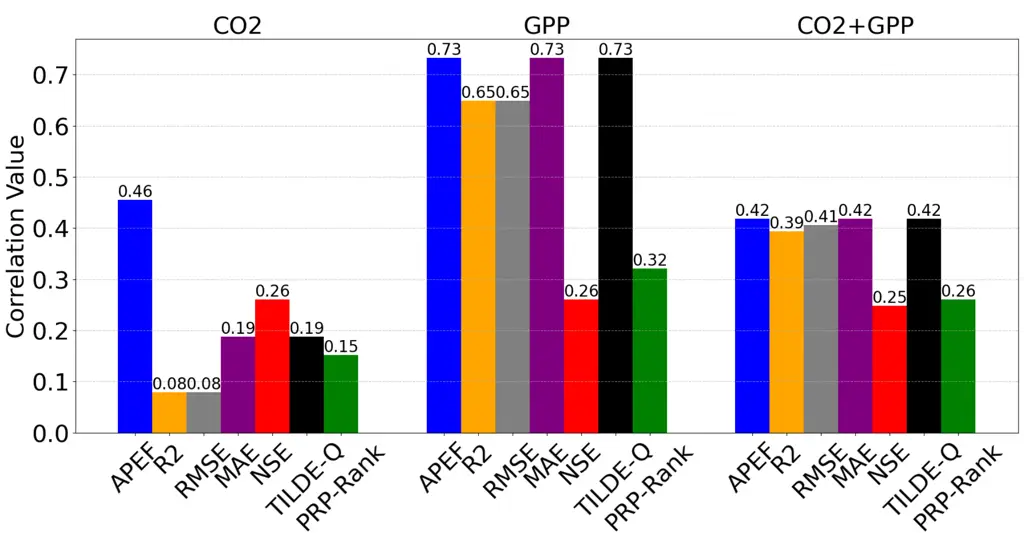 CO2 GPP CO2+GPP
Correlation Value
0.7
0.6
0.5
0.4
0.3
0.2
0.1
0.0
0.46 0.08 0.08 0.19 0.26 0.19 0.15
0.73 0.65 0.65 0.73 0.26 0.73 0.32
0.42 0.39 0.41 0.42 0.25 0.42 0.26
APEF R2 RMSE MAE NSE TILDE-Q PRP-Rank
APEF R2 RMSE MAE NSE TILDE-Q PRP-Rank
APEF R2 RMSE MAE NSE TILDE-Q PRP-Rank